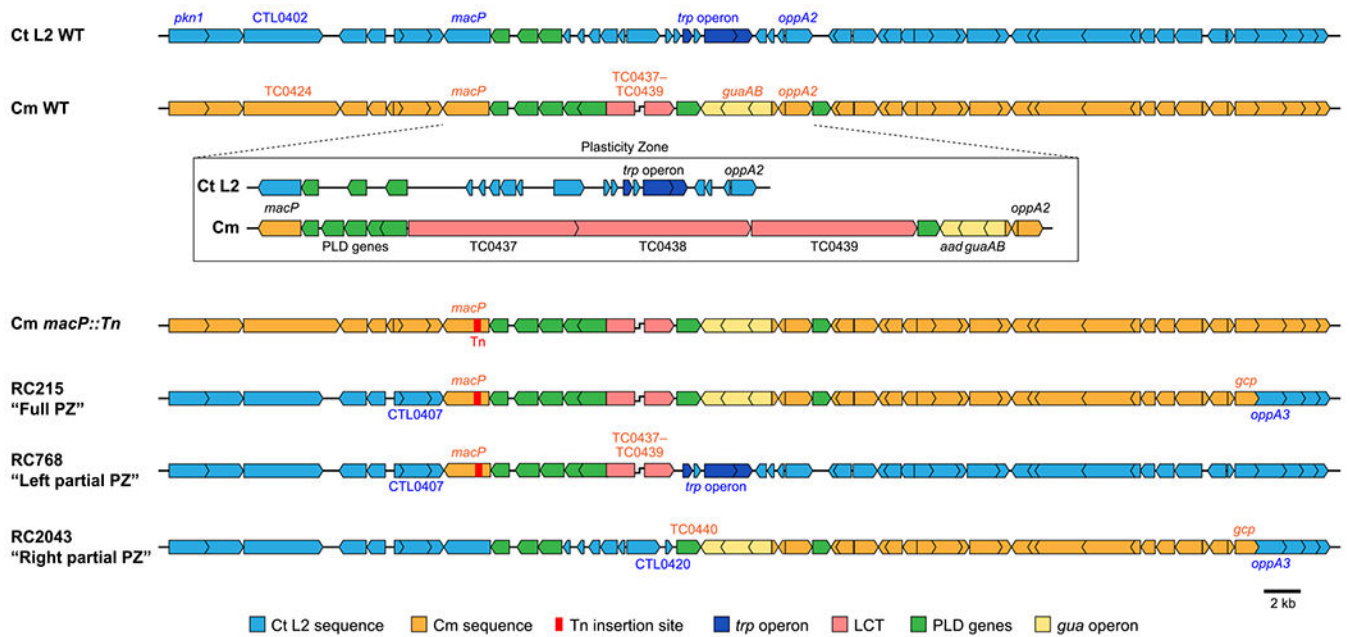 pkn1 CTL0402 macP trp operon oppA2
Ct L2 WT
TC0437–
TC0424 macP TC0439 guaAB oppA2
Cm WT
Plasticity Zone
trp operon oppA2
Ct L2
macP oppA2
Cm
PLD genes TC0437 TC0438 TC0439 aad guaAB
macP
Cm macP::Tn
Tn
RC215 macP gcp
"Full PZ"
CTL0407 oppA3
TC0437–
RC768 macP TC0439
"Left partial PZ"
CTL0407 trp operon
RC2043 TC0440 gcp
"Right partial PZ"
CTL0420 oppA3
2 kb
Ct L2 sequence Cm sequence Tn insertion site trp operon LCT PLD genes gua operon